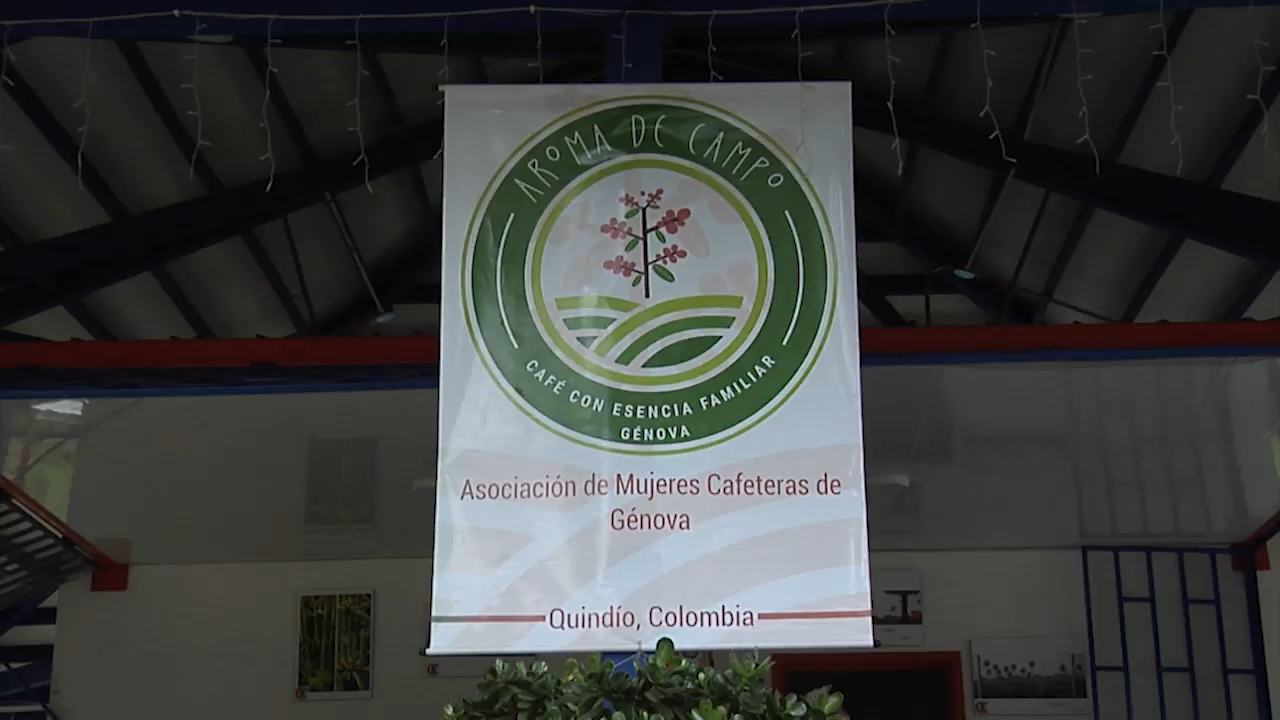 AROMA DE CAMPO
CAFÉ CON ESENCIA FAMILIAR
GÉNOVA
Asociación de Mujeres Cafeteras de
Génova
Quindío, Colombia